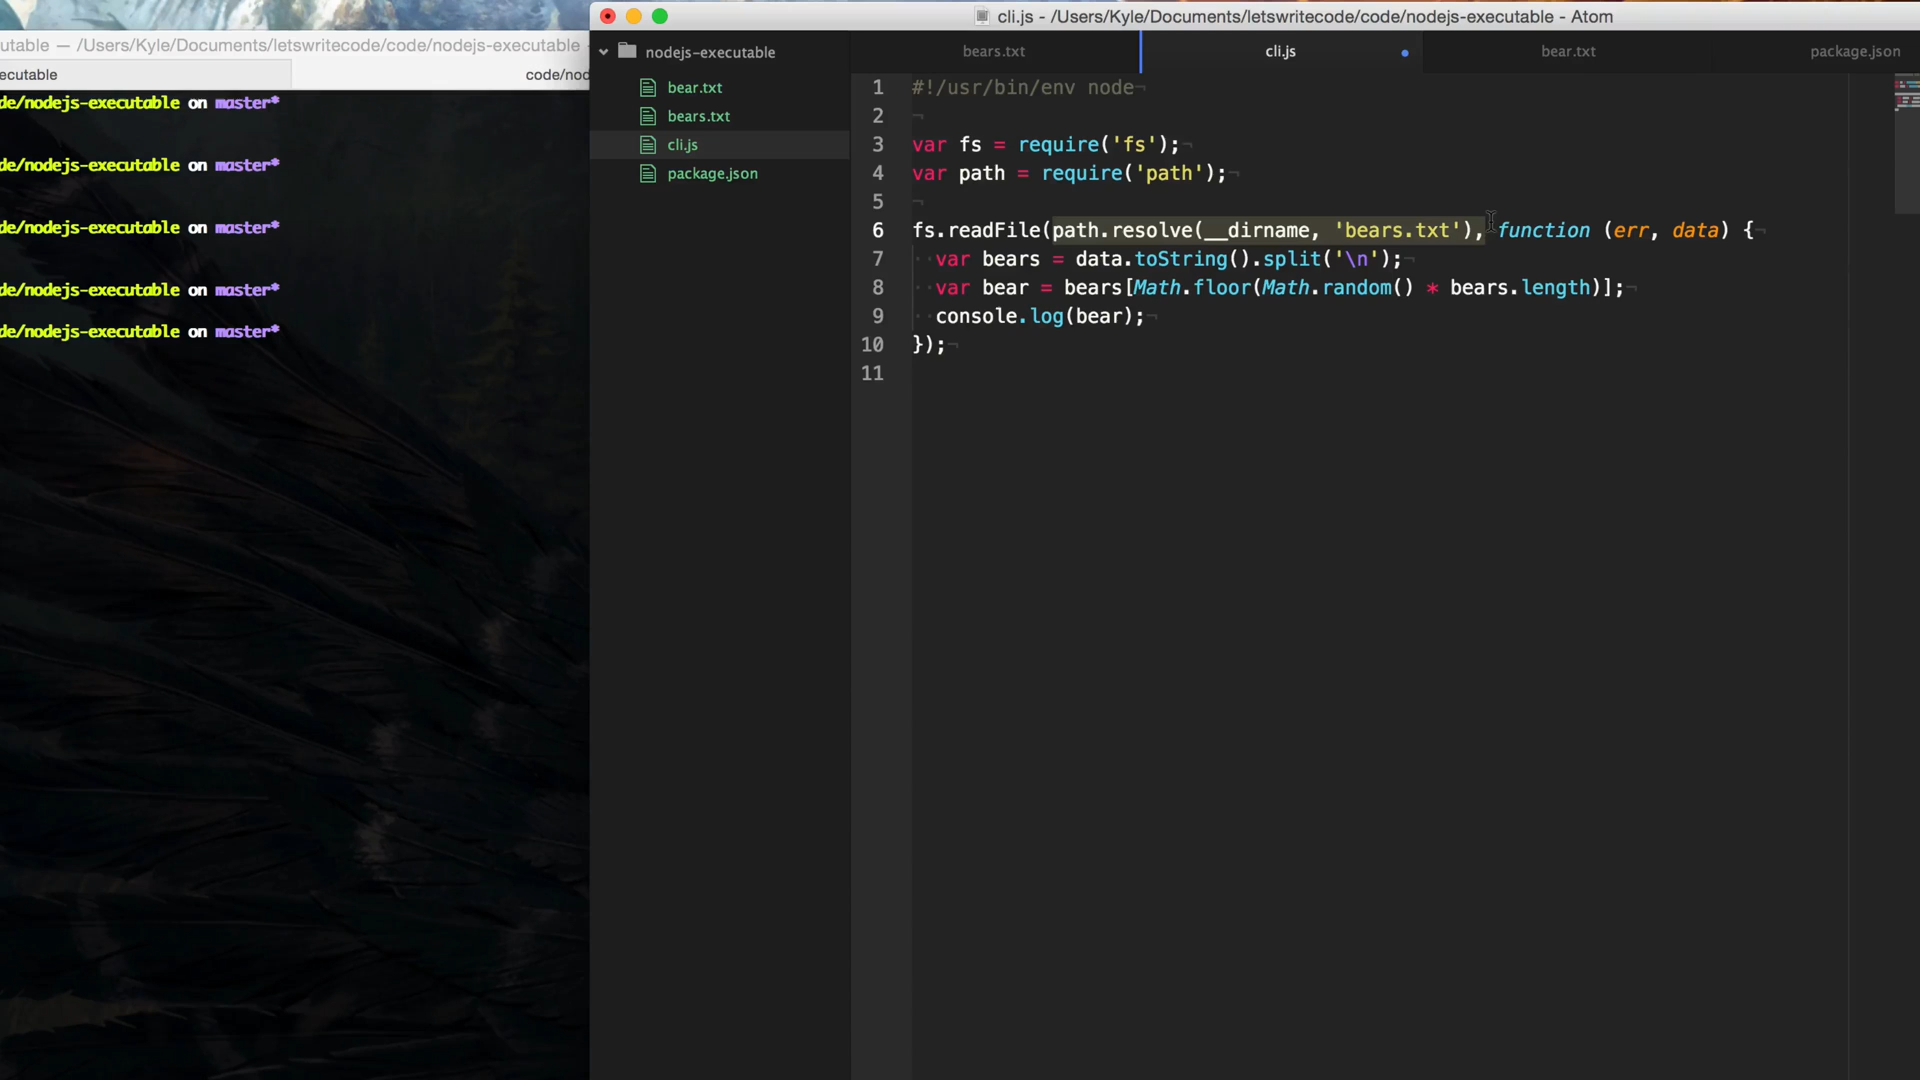 utable — /Users/Kyle/Documents/letswritecode/code/nodejs-executable
ecutable
code/nod
de/nodejs-executable on master*
de/nodejs-executable on master*
de/nodejs-executable on master*
de/nodejs-executable on master*
de/nodejs-executable on master*
cli.js - /Users/Kyle/Documents/letswritecode/code/nodejs-executable - Atom
nodejs-executable
bear.txt
bears.txt
cli.js
package.json
bears.txt
cli.js
bear.txt
package.json
1 #!/usr/bin/env node
2
3 var fs = require('fs');
4 var path = require('path');
5
6 fs.readFile(path.resolve(__dirname, 'bears.txt'), function (err, data) {
7 var bears = data.toString().split('\n');
8 var bear = bears[Math.floor(Math.random() * bears.length)];
9 console.log(bear);
10 });
11